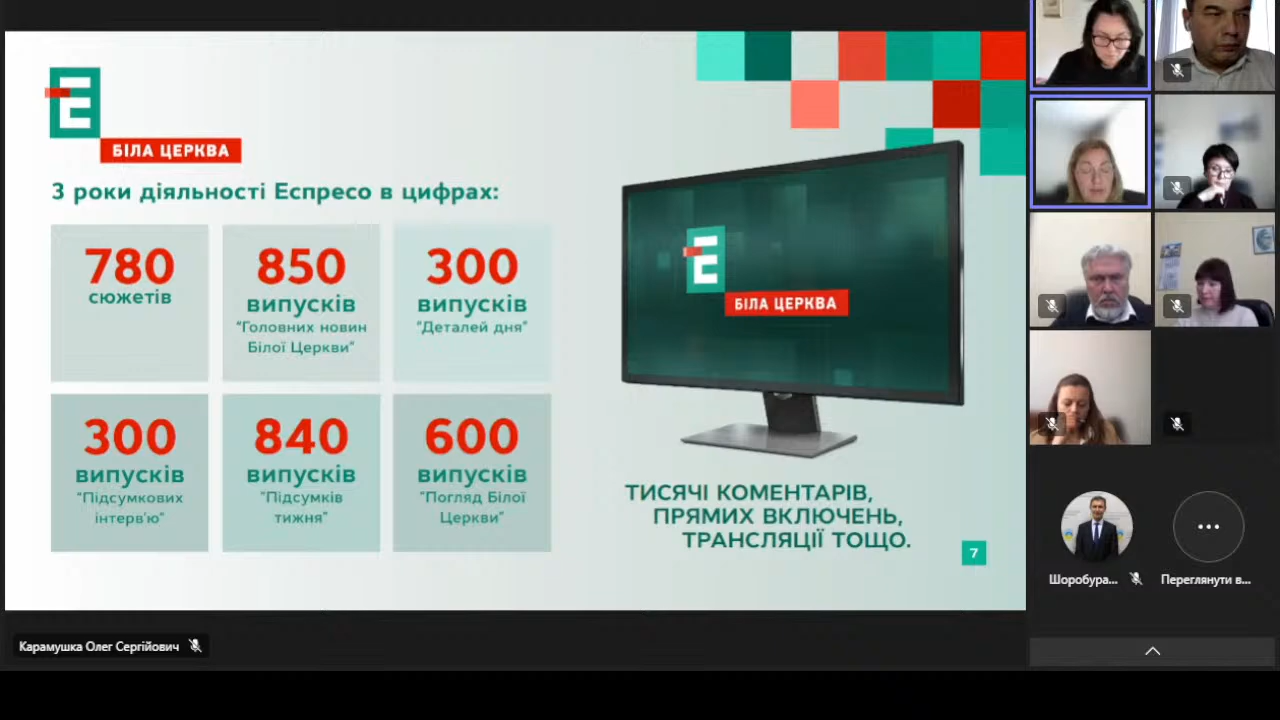 БІЛА ЦЕРКВА
3 роки діяльності Еспресо в цифрах:
780
сюжетів
850
випусків
"Головних новин
Білої Церкви"
300
випусків
"Деталей дня"
300
випусків
"Підсумкових
інтерв'ю"
840
випусків
"Підсумків
тижня"
600
випусків
"Погляд Білої
Церкви"
БІЛА ЦЕРКВА
ТИСЯЧІ КОМЕНТАРІВ,
ПРЯМИХ ВКЛЮЧЕНЬ,
ТРАНСЛЯЦІЇ ТОЩО.
7
Карамушка Олег Сергійович
Шоробура...
Переглянути в...